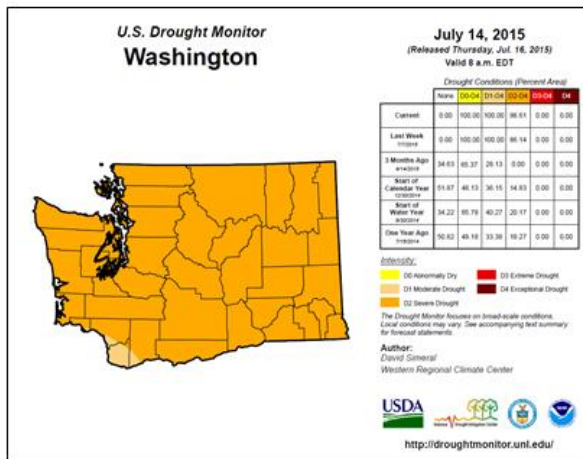 U.S. Drought Monitor
Washington
July 14, 2015
(Released Thursday, Jul. 16, 2015)
Valid 8 a.m. EDT
Drought Conditions (Percent Area)
None D0-D4 D1-D4 D2-D4 D3-D4 D4
Current 0.00 100.00 100.00 98.61 0.00 0.00
Last Week 0.00 100.00 100.00 86.14 0.00 0.00
3 Months Ago 34.63 65.37 28.13 0.00 0.00 0.00
Start of
Calendar Year 51.87 48.13 36.15 14.83 0.00 0.00
Start of
Water Year 34.22 65.78 40.27 20.17 0.00 0.00
One Year Ago 50.82 49.18 33.38 18.27 0.00 0.00
Intensity:
D0 Abnormally Dry
D1 Moderate Drought
D2 Severe Drought
D3 Extreme Drought
D4 Exceptional Drought
The Drought Monitor focuses on broad-scale conditions.
Local conditions may vary. See accompanying text summary
for forecast statements.
Author:
David Simeral
Western Regional Climate Center
USDA
http://droughtmonitor.unl.edu/